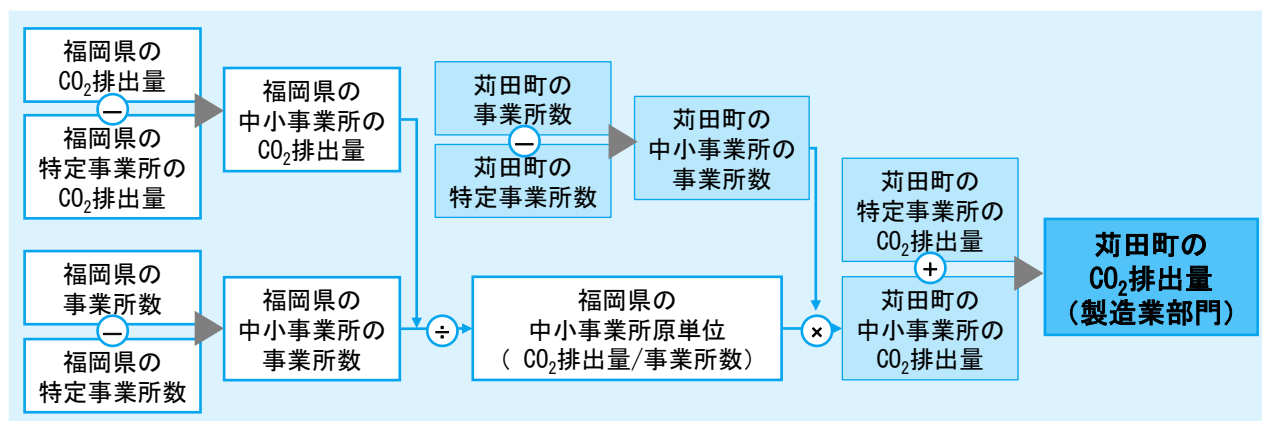 福岡県の
CO2排出量
－
福岡県の
特定事業所の
CO2排出量
福岡県の
中小事業所の
CO2排出量
苅田町の
事業所数
－
苅田町の
特定事業所数
苅田町の
中小事業所の
事業所数
福岡県の
事業所数
－
福岡県の
特定事業所数
福岡県の
中小事業所の
事業所数
÷
福岡県の
中小事業所原単位
（ CO2排出量/事業所数）
×
苅田町の
特定事業所の
CO2排出量
＋
苅田町の
中小事業所の
CO2排出量
苅田町の
CO2排出量
（製造業部門）